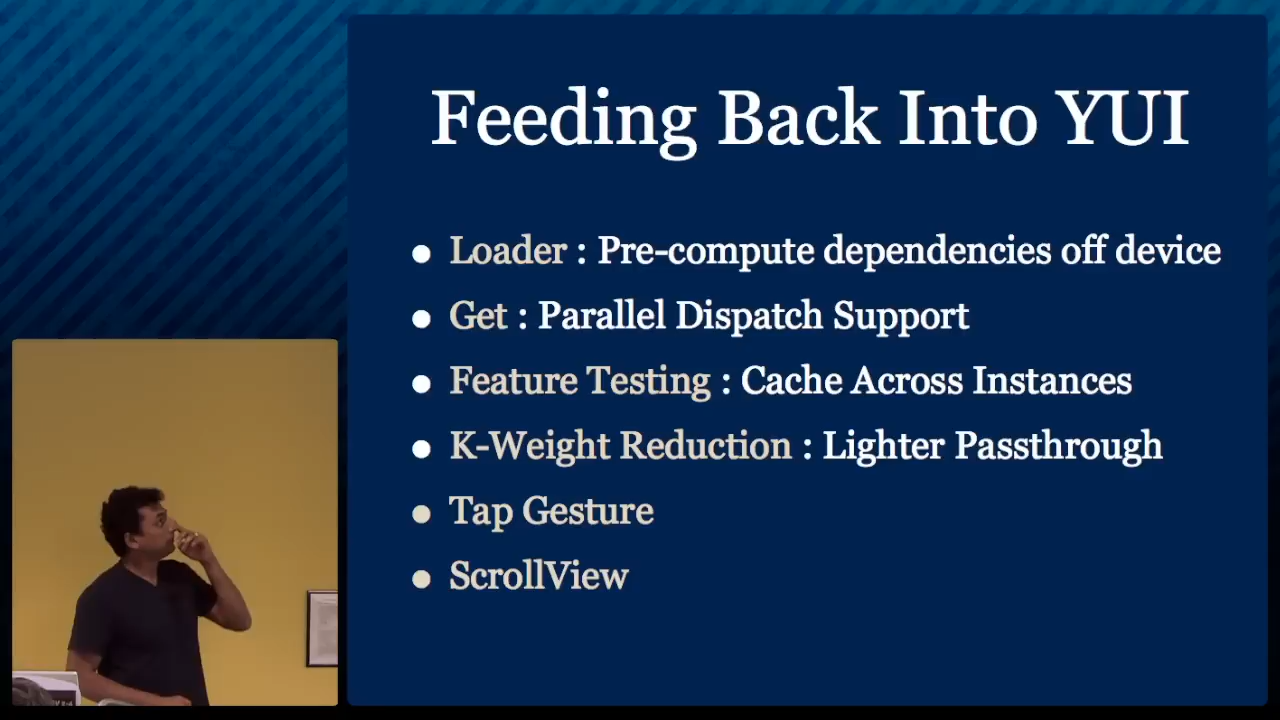 Feeding Back Into YUI
• Loader : Pre-compute dependencies off device
• Get : Parallel Dispatch Support
• Feature Testing : Cache Across Instances
• K-Weight Reduction : Lighter Passthrough
• Tap Gesture
• ScrollView